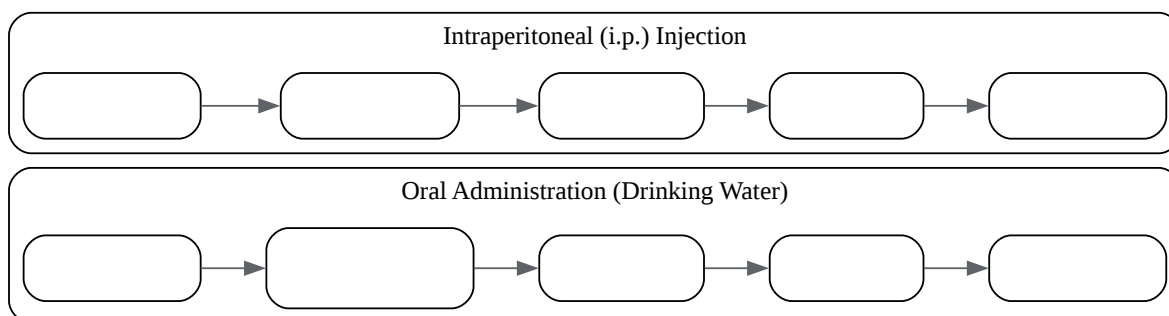 Intraperitoneal (i.p.) Injection
Oral Administration (Drinking Water)